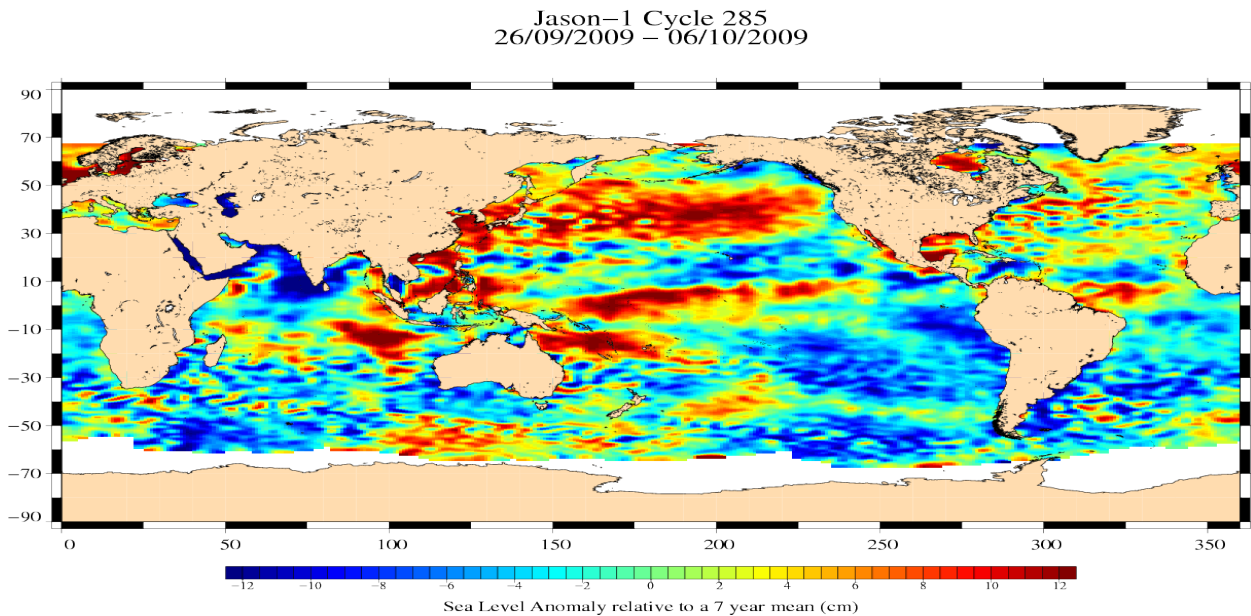 Jason−1 Cycle 285
26/09/2009 − 06/10/2009
90
70
50
30
10
−10
−30
−50
−70
−90
0 50 100 150 200 250 300 350
−12 −10 −8 −6 −4 −2 0 2 4 6 8 10 12
Sea Level Anomaly relative to a 7 year mean (cm)